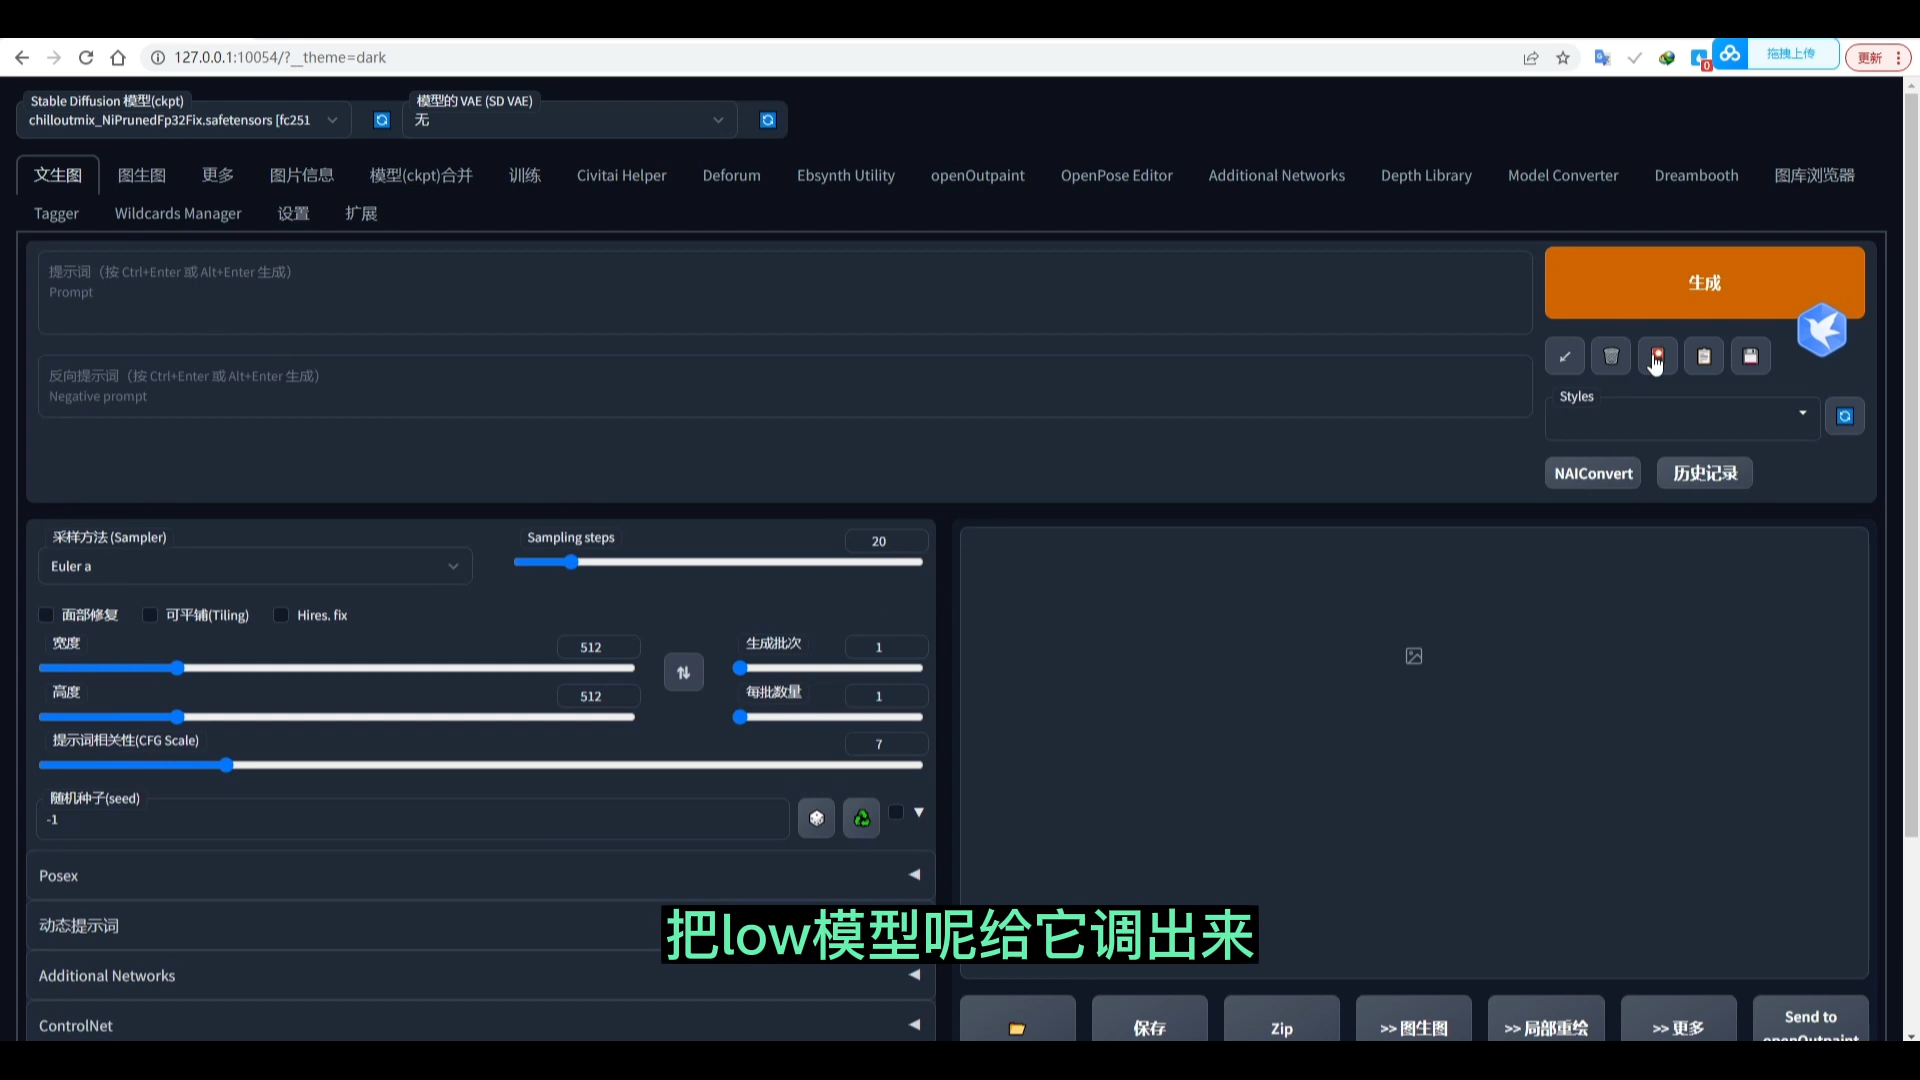 127.0.0.1:10054/?__theme=dark
拖拽上传
更新
0
Stable Diffusion 模型(ckpt)
chilloutmix_NiPrunedFp32Fix.safetensors [fc251
模型的 VAE (SD VAE)
无
文生图
图生图
更多
图片信息
模型(ckpt)合并
训练
Civitai Helper
Deforum
Ebsynth Utility
openOutpaint
OpenPose Editor
Additional Networks
Depth Library
Model Converter
Dreambooth
图库浏览器
Tagger
Wildcards Manager
设置
扩展
提示词（按 Ctrl+Enter 或 Alt+Enter 生成）
Prompt
反向提示词（按 Ctrl+Enter 或 Alt+Enter 生成）
Negative prompt
生成
Styles
NAIConvert
历史记录
采样方法 (Sampler)
Euler a
Sampling steps
20
面部修复
可平铺(Tiling)
Hires. fix
宽度
512
生成批次
1
高度
512
每批数量
1
提示词相关性(CFG Scale)
7
随机种子(seed)
-1
Posex
动态提示词
Additional Networks
ControlNet
把low模型呢给它调出来
保存
Zip
>> 图生图
>> 局部重绘
>> 更多
Send to
openOutpaint